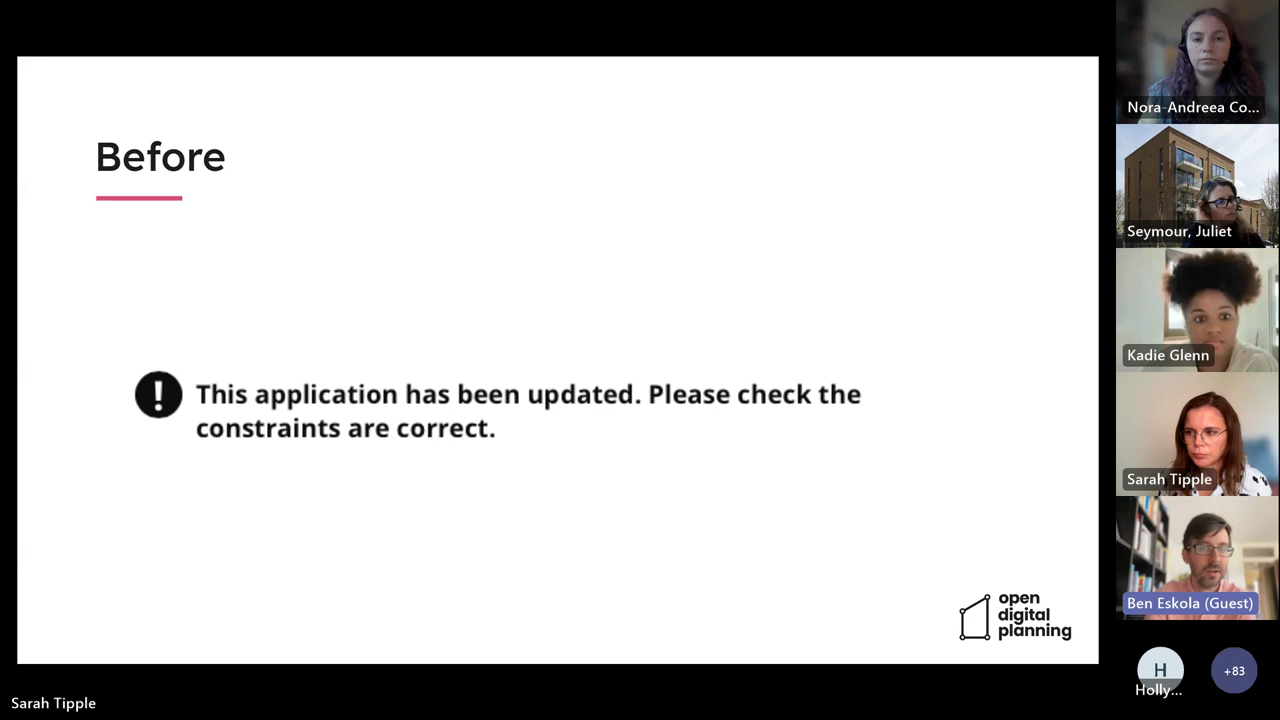 Before
This application has been updated. Please check the
constraints are correct.
open
digital
planning
Sarah Tipple
Nora-Andreea Co...
Seymour, Juliet
Kadie Glenn
Sarah Tipple
Ben Eskola (Guest)
H
Holly...
+83